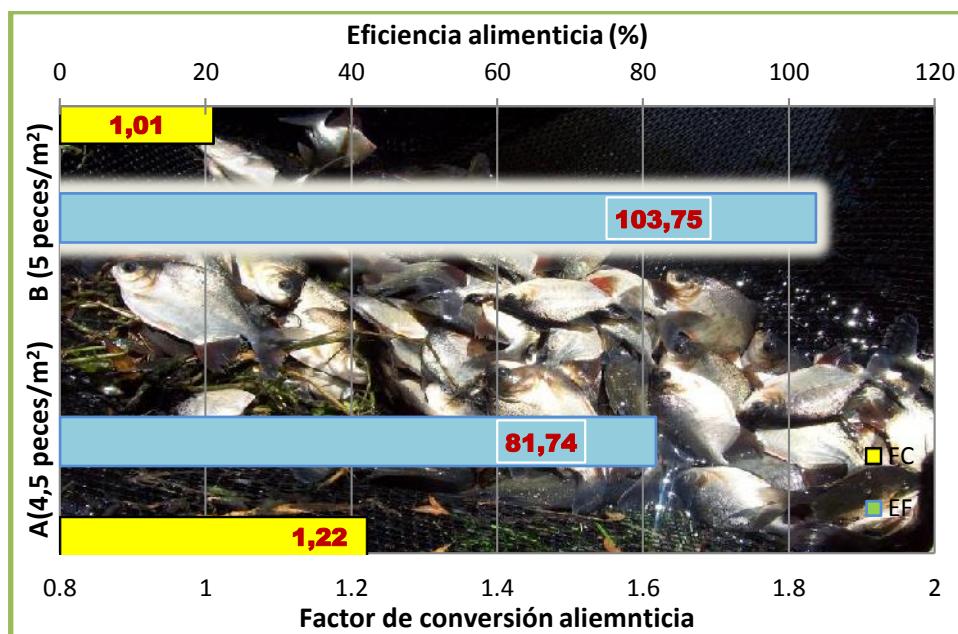 Eficiencia alimenticia (%)
0 20 40 60 80 100 120
B (5 peces/m²)
1,01
103,75
A(4,5 peces/m²)
81,74
1,22
FC
EF
0.8 1 1.2 1.4 1.6 1.8 2
Factor de conversión aliemnticia